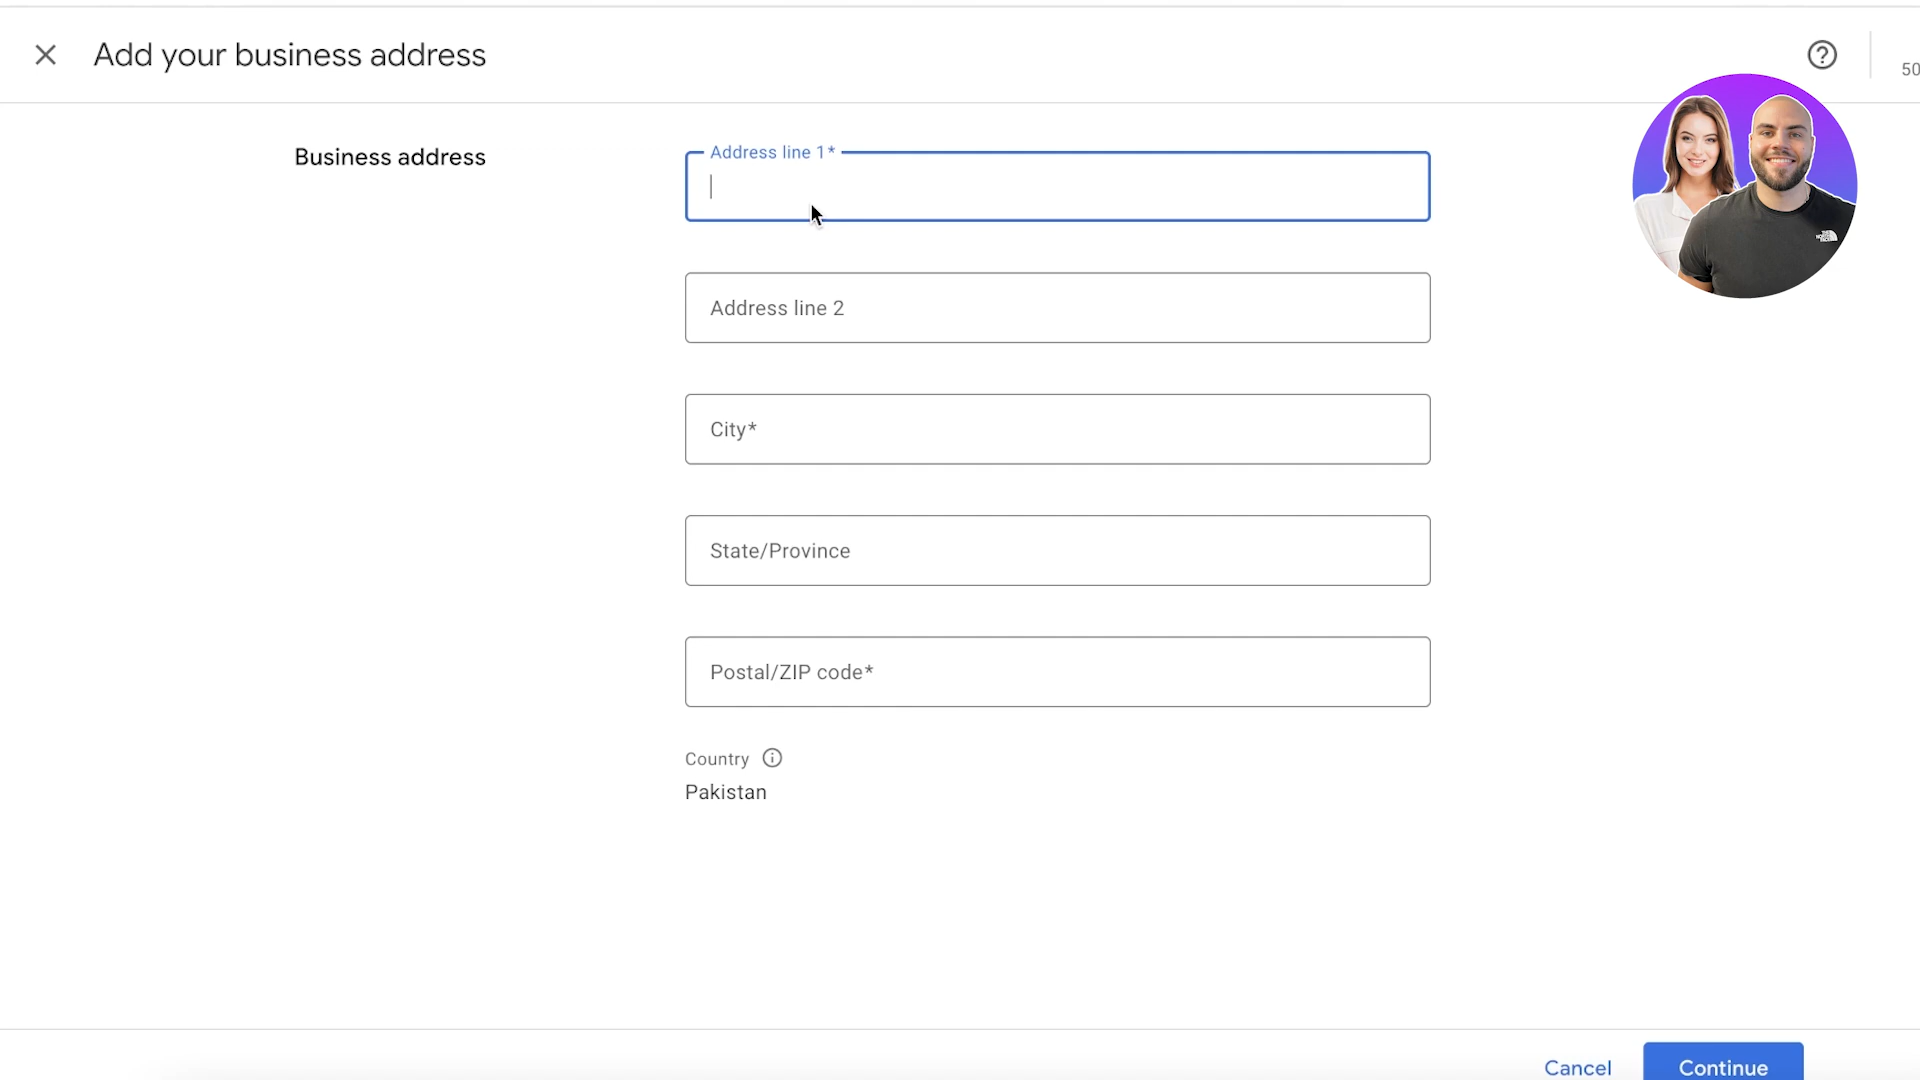 Add your business address
50
Business address
Address line 1*
Address line 2
City*
State/Province
Postal/ZIP code*
Country
Pakistan
Cancel
Continue